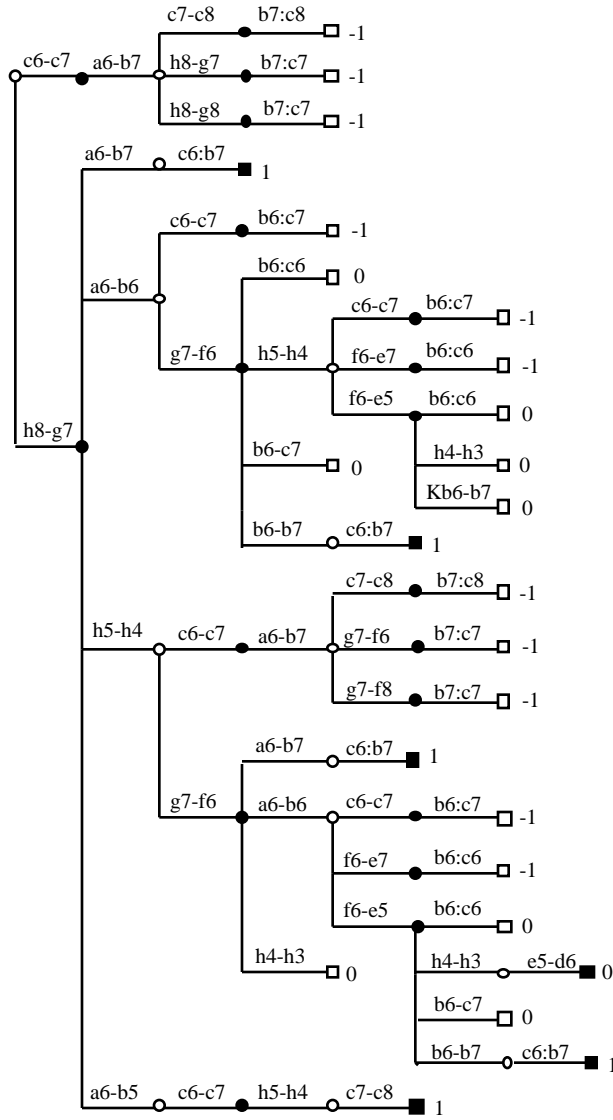 c7-c8 b7:c8
-1
c6-c7 a6-b7 h8-g7 b7:c7
-1
h8-g8 b7:c7
-1
a6-b7 c6:b7
1
c6-c7 b6:c7
-1
b6:c6
0
a6-b6
c6-c7 b6:c7
-1
g7-f6 h5-h4 f6-e7 b6:c6
-1
f6-e5 b6:c6
0
h8-g7
b6-c7 h4-h3
0 0
Kb6-b7
0
b6-b7 c6:b7
1
c7-c8 b7:c8
-1
h5-h4 c6-c7 a6-b7 g7-f6 b7:c7
-1
g7-f8 b7:c7
-1
a6-b7 c6:b7
1
g7-f6 a6-b6 c6-c7 b6:c7
-1
f6-e7 b6:c6
-1
f6-e5 b6:c6
0
h4-h3 h4-h3 e5-d6
0 0
b6-c7
0
b6-b7 c6:b7
1
a6-b5 c6-c7 h5-h4 c7-c8
1